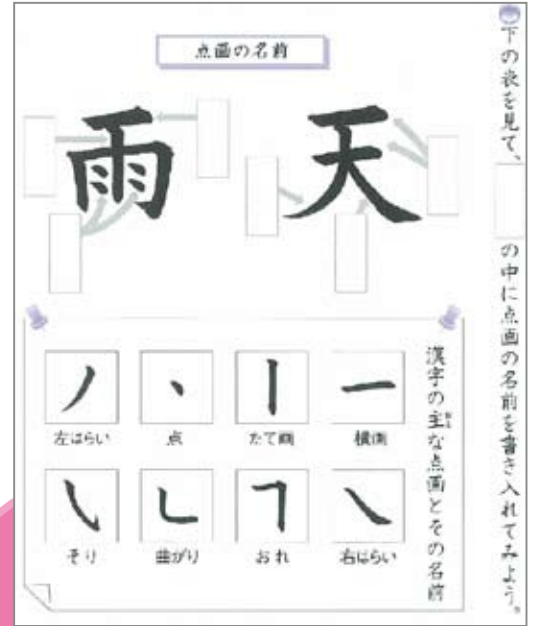 下の表を見て、
の中に点画の名前を書き入れてみよう。
点画の名前
天
雨
漢字の主な点画とその名前
おも
横画
たて画
点
左はらい
右はらい
おれ
曲がり
そり